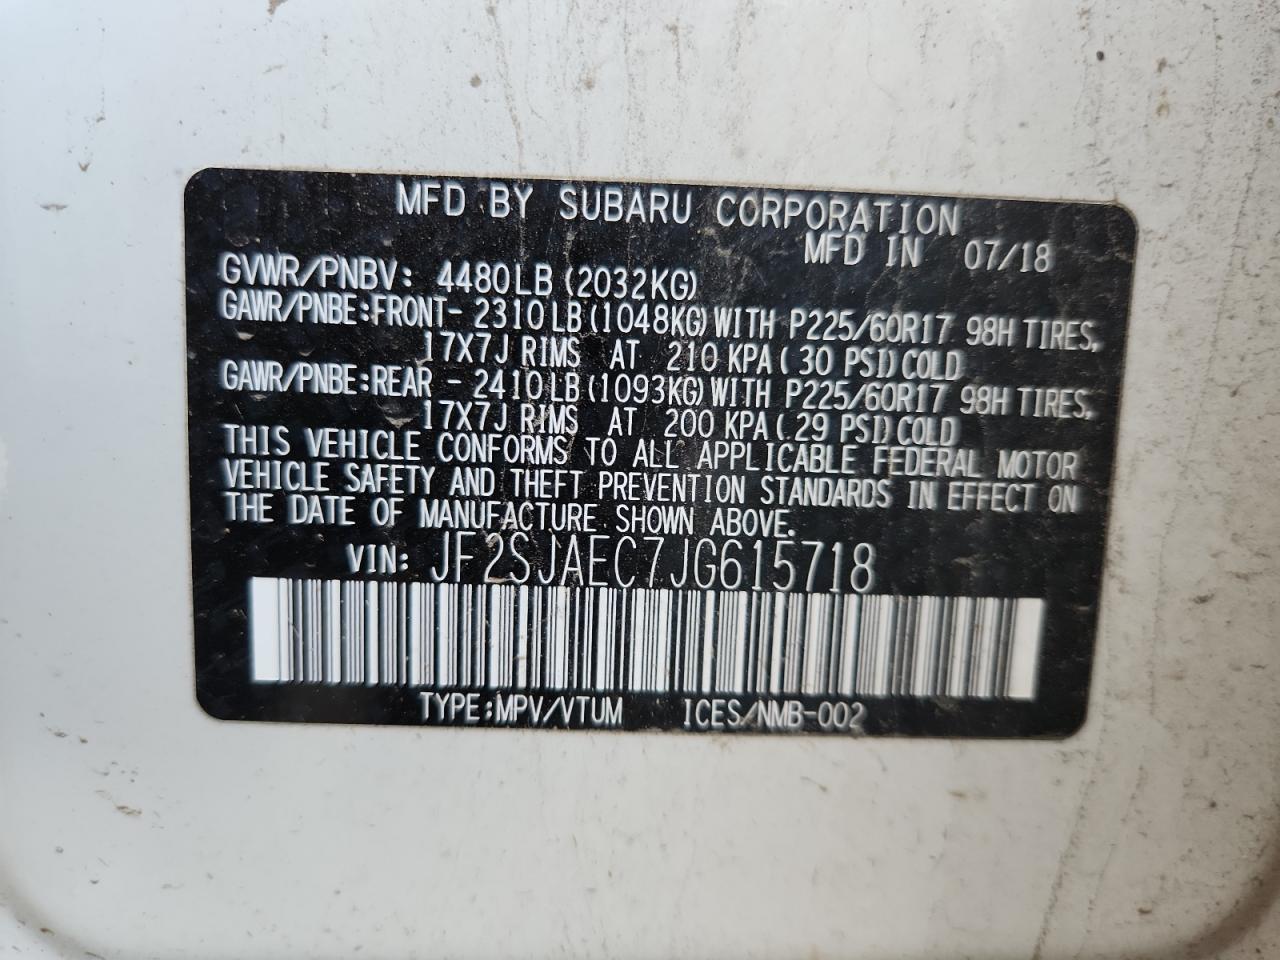 MFD BY SUBARU CORPORATION
MFD IN 07/18
GVWR/PNBV: 4480LB (2032KG)
GAWR/PNBE:FRONT- 2310LB(1048KG)WITH P225/60R17 98H TIRES,
17X7J RIMS AT 210 KPA( 30 PSI)COLD
GAWR/PNBE:REAR - 2410LB(1093KG)WITH P225/60R17 98H TIRES,
17X7J RIMS AT 200 KPA( 29 PSI)COLD
THIS VEHICLE CONFORMS TO ALL APPLICABLE FEDERAL MOTOR
VEHICLE SAFETY AND THEFT PREVENTION STANDARDS IN EFFECT ON
THE DATE OF MANUFACTURE SHOWN ABOVE.
VIN: JF2SJAEC7JG615718
TYPE:MPV/VTUM ICES/NMB-002